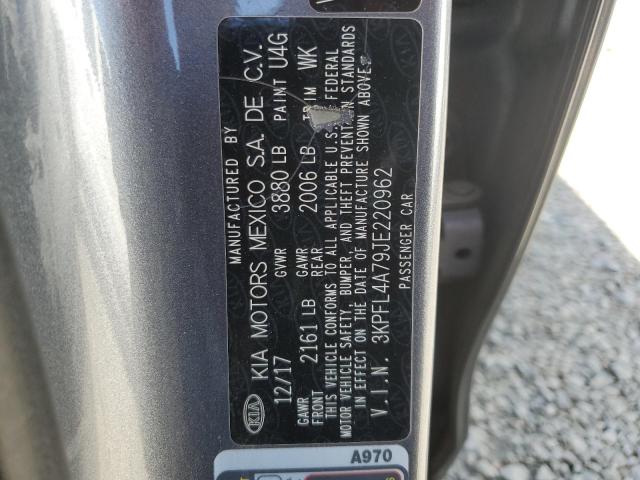 MANUFACTURED BY
KIA KIA MOTORS MEXICO S.A. DE C.V.
12/17 GVWR 3880 LB PAINT U4G
GAWR FRONT 2161 LB GAWR REAR 2006 LB WK
THIS VEHICLE CONFORMS TO ALL APPLICABLE U.S. FEDERAL
MOTOR VEHICLE SAFETY, BUMPER, AND THEFT PREVENTION STANDARDS
IN EFFECT ON THE DATE OF MANUFACTURE SHOWN ABOVE.
V.I.N. 3KPFL4A79JE220962
PASSENGER CAR
A970